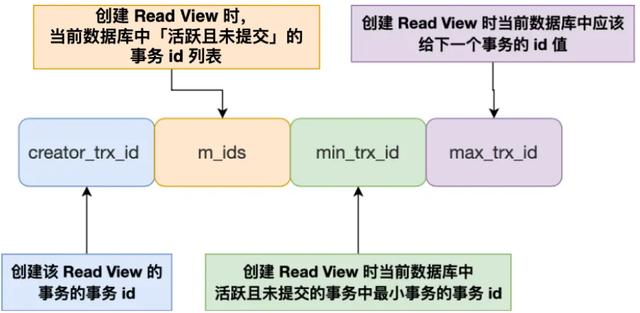 创建 Read View 时,
当前数据库中「活跃且未提交」的
事务 id 列表
创建 Read View 时当前数据库中应该
给下一个事务的 id 值
creator_trx_id
m_ids
min_trx_id
max_trx_id
创建该 Read View 的
事务的事务 id
创建 Read View 时当前数据库中
活跃且未提交的事务中最小事务的事务 id